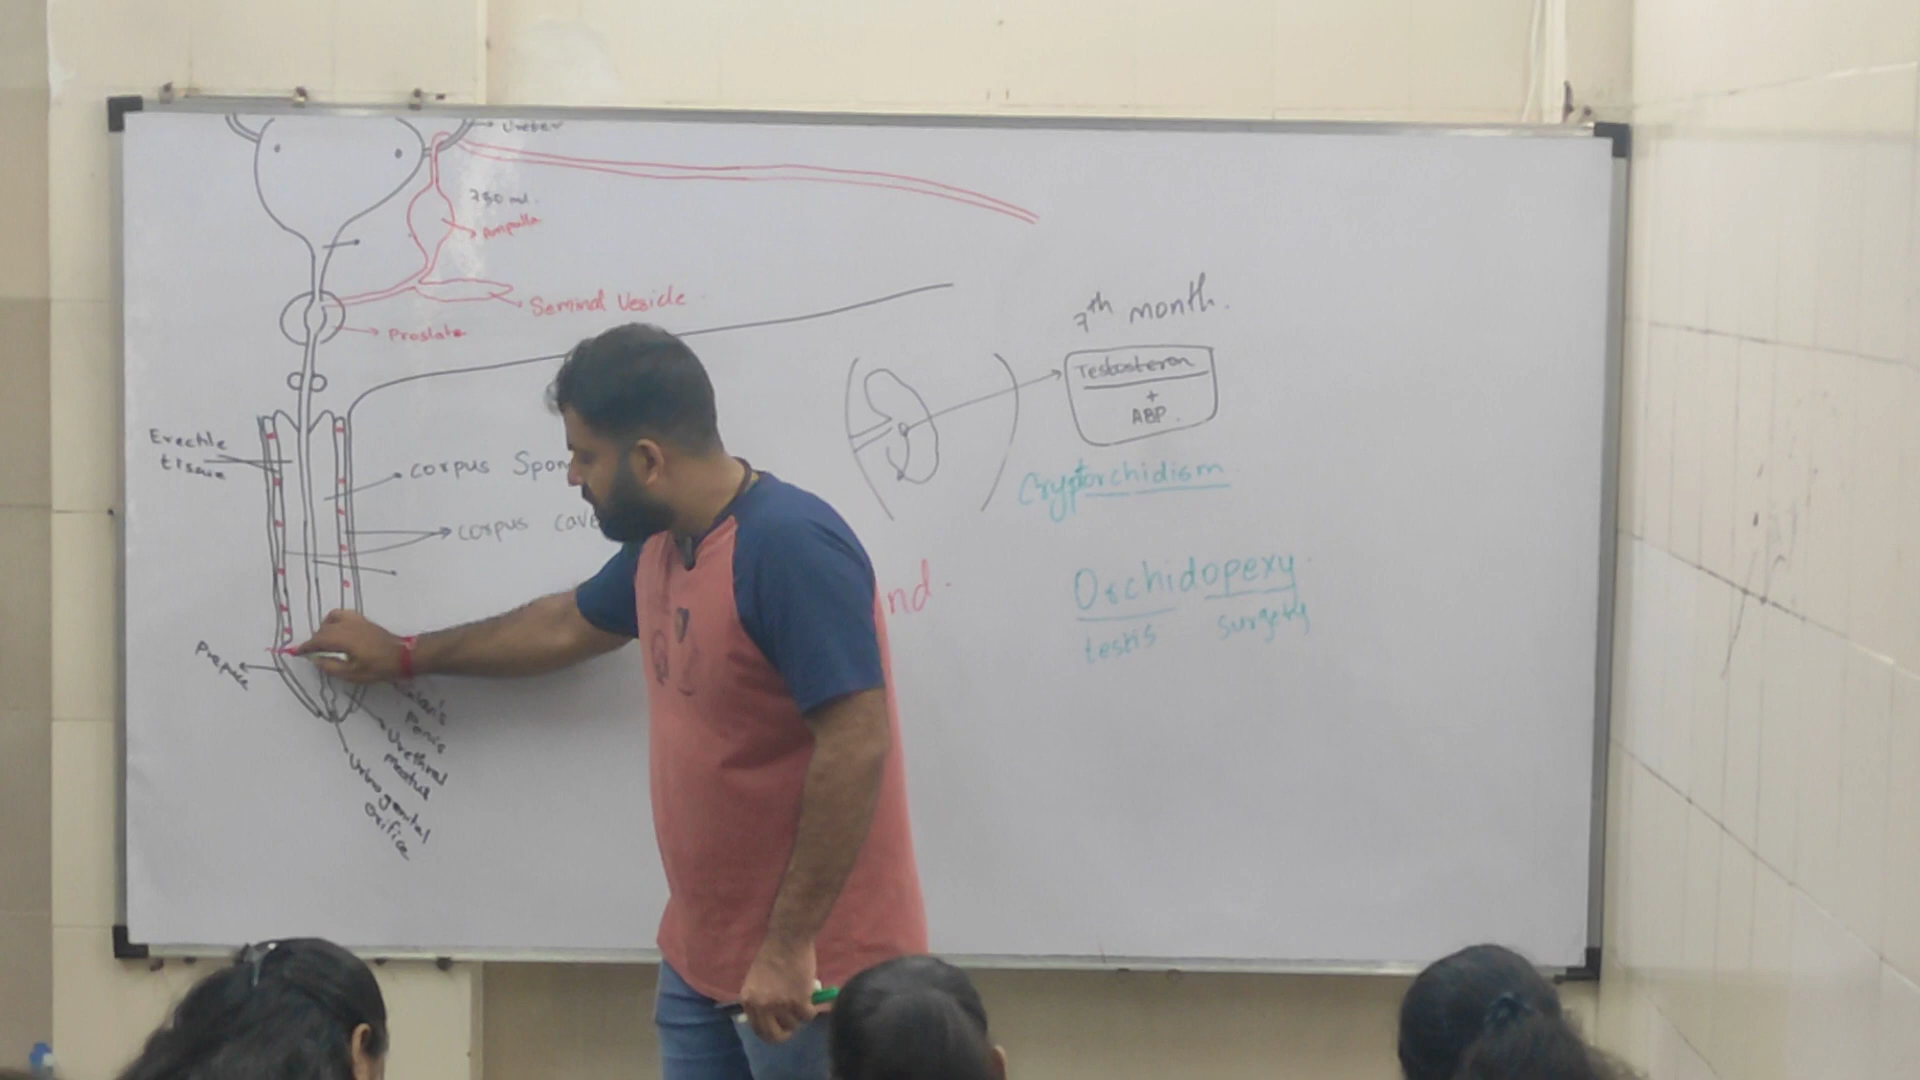 Ureter
750 ml.
Ampulla
Seminal Vesicle
Prostate
Erectile
tissue
corpus Spon
corpus cave
Prepuce
Penis
Urethral
meatus
Urinogenital
orifice
nd.
7th month.
Testosteron
+
ABP.
Cryptorchidism
Orchidopexy.
testis surgery